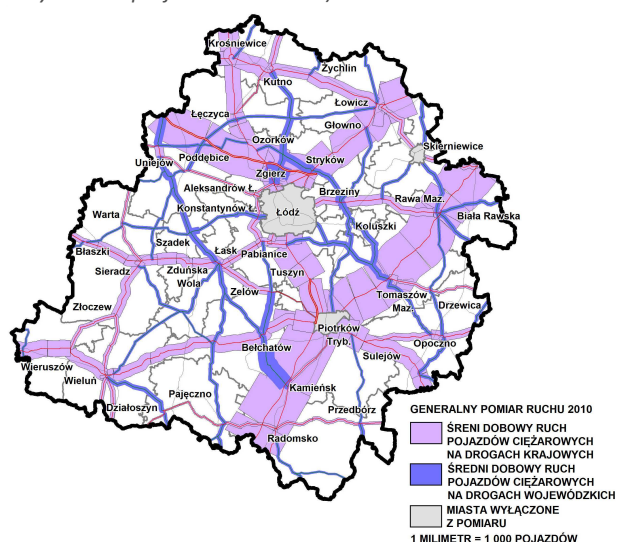 Krośniewice
Żychlin
Kutno
Łowicz
Łęczyca
Głowno
Ozorków
Skierniewice
Stryków
Poddębice
Uniejów
Zgierz
Aleksandrów Ł.
Brzeziny
Rawa Maz.
Konstantynów Ł.
Łódź
Biała Rawska
Warta
Koluszki
Szadek
Błaszki
Łask
Pabianice
Sieradz
Zduńska
Wola
Tuszyn
Zelów
Tomaszów
Maz.
Drzewica
Złoczew
Piotrków
Tryb.
Opoczno
Bełchatów
Sulejów
Wieruszów
Wieluń
Kamieńsk
Pajęczno
Działoszyn
Przedbórz
Radomsko
GENERALNY POMIAR RUCHU 2010
ŚRENI DOBOWY RUCH
POJAZDÓW CIĘŻAROWYCH
NA DROGACH KRAJOWYCH
ŚREDNI DOBOWY RUCH
POJAZDÓW CIĘŻAROWYCH
NA DROGACH WOJEWÓDZKICH
MIASTA WYŁĄCZONE
Z POMIARU
1 MILIMETR = 1 000 POJAZDÓW